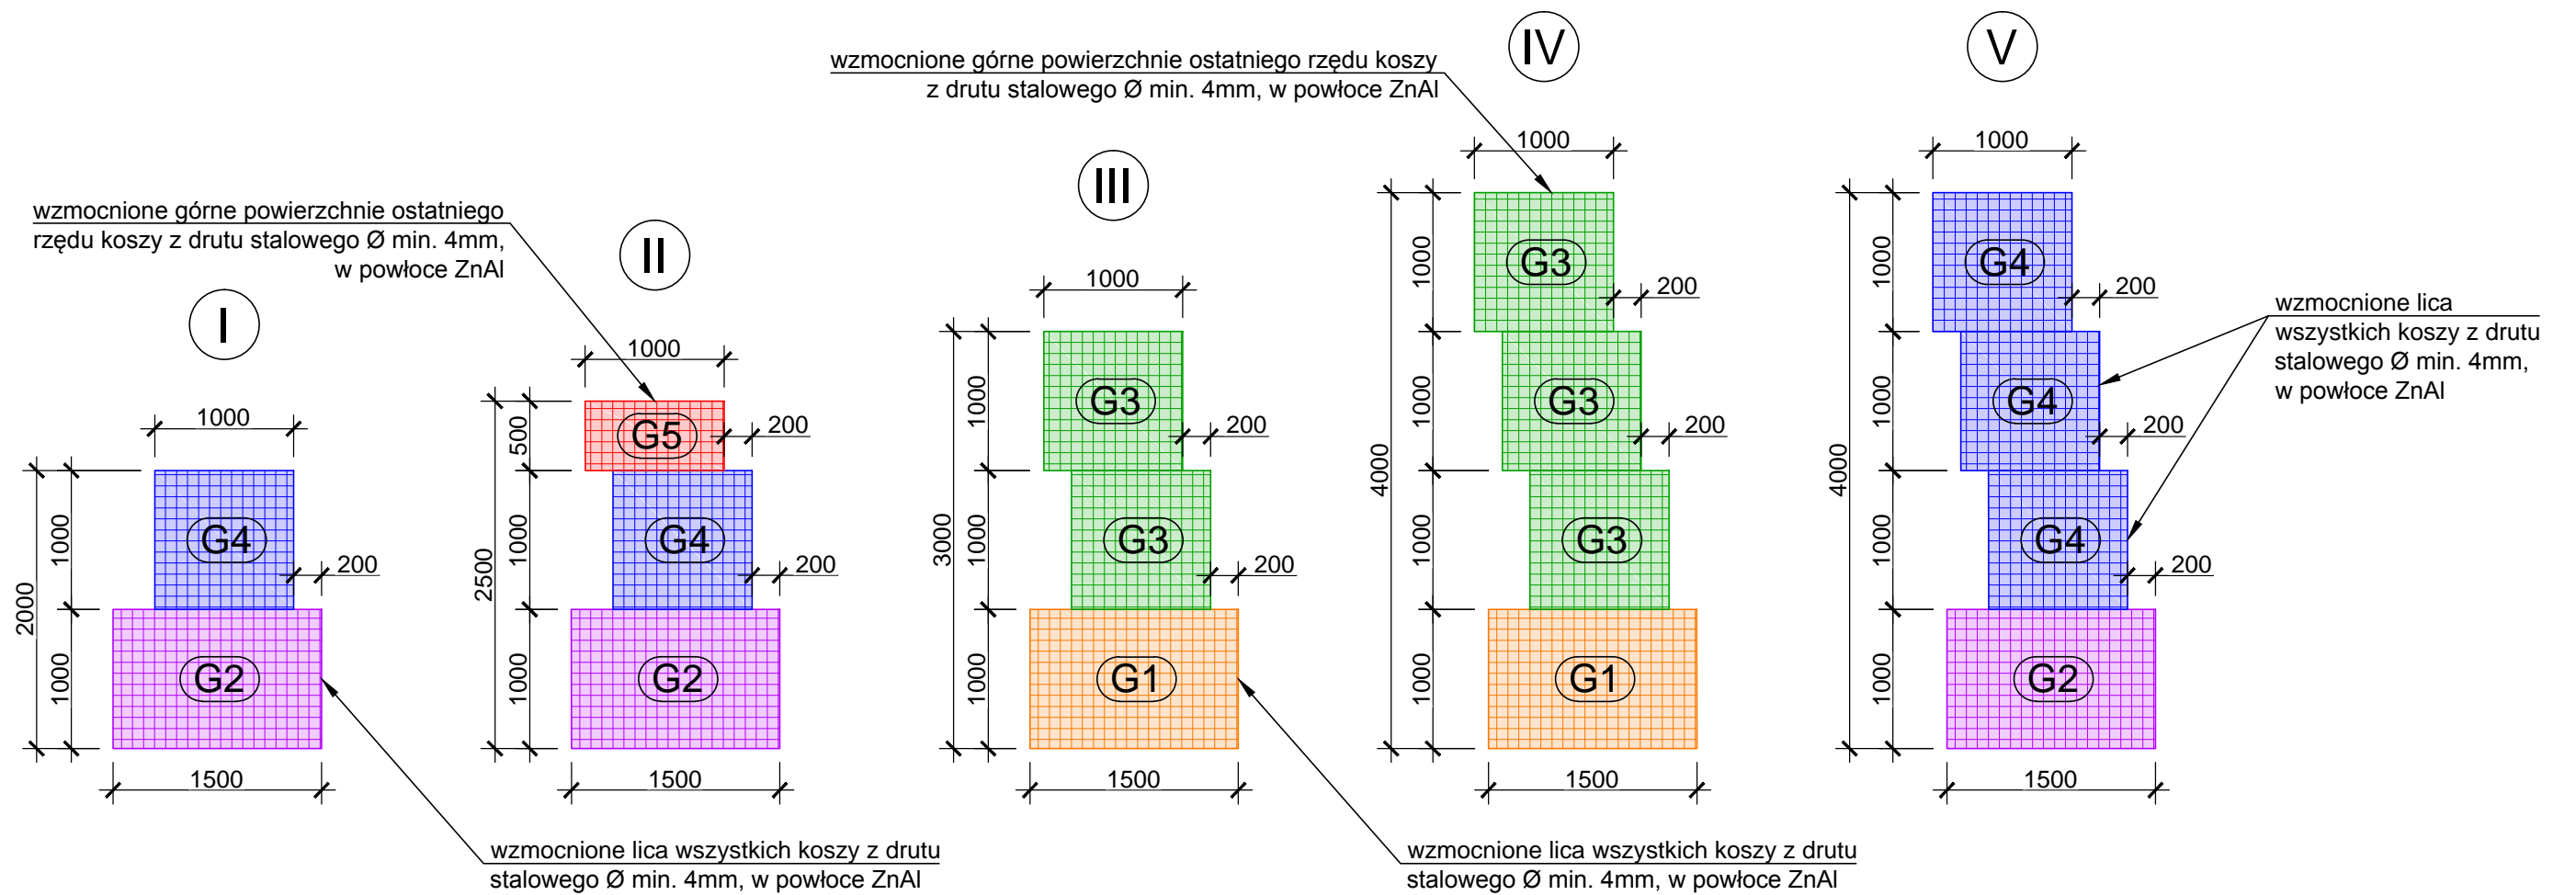 I
wzmocnione górne powierzchnie ostatniego
rzędu koszy z drutu stalowego Ø min. 4mm,
w powłoce ZnAl
1000
G4
200
2000
1000
1000
G2
1500
wzmocnione lica wszystkich koszy z drutu
stalowego Ø min. 4mm, w powłoce ZnAl
II
1000
G5
200
500
G4
200
2500
1000
1000
G2
1500
III
1000
G3
200
1000
G3
200
3000
1000
1000
G1
1500
wzmocnione lica wszystkich koszy z drutu
stalowego Ø min. 4mm, w powłoce ZnAl
IV
wzmocnione górne powierzchnie ostatniego rzędu koszy
z drutu stalowego Ø min. 4mm, w powłoce ZnAl
1000
G3
200
1000
G3
200
1000
4000
G3
1000
1000
G1
1500
V
1000
G4
200
1000
G4
200
1000
4000
G4
200
1000
1000
G2
1500
wzmocnione lica
wszystkich koszy z drutu
stalowego Ø min. 4mm,
w powłoce ZnAl